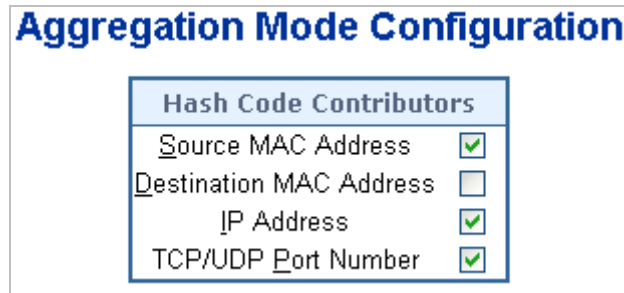 Aggregation Mode Configuration
Hash Code Contributors
Source MAC Address
Destination MAC Address
IP Address
TCP/UDP Port Number